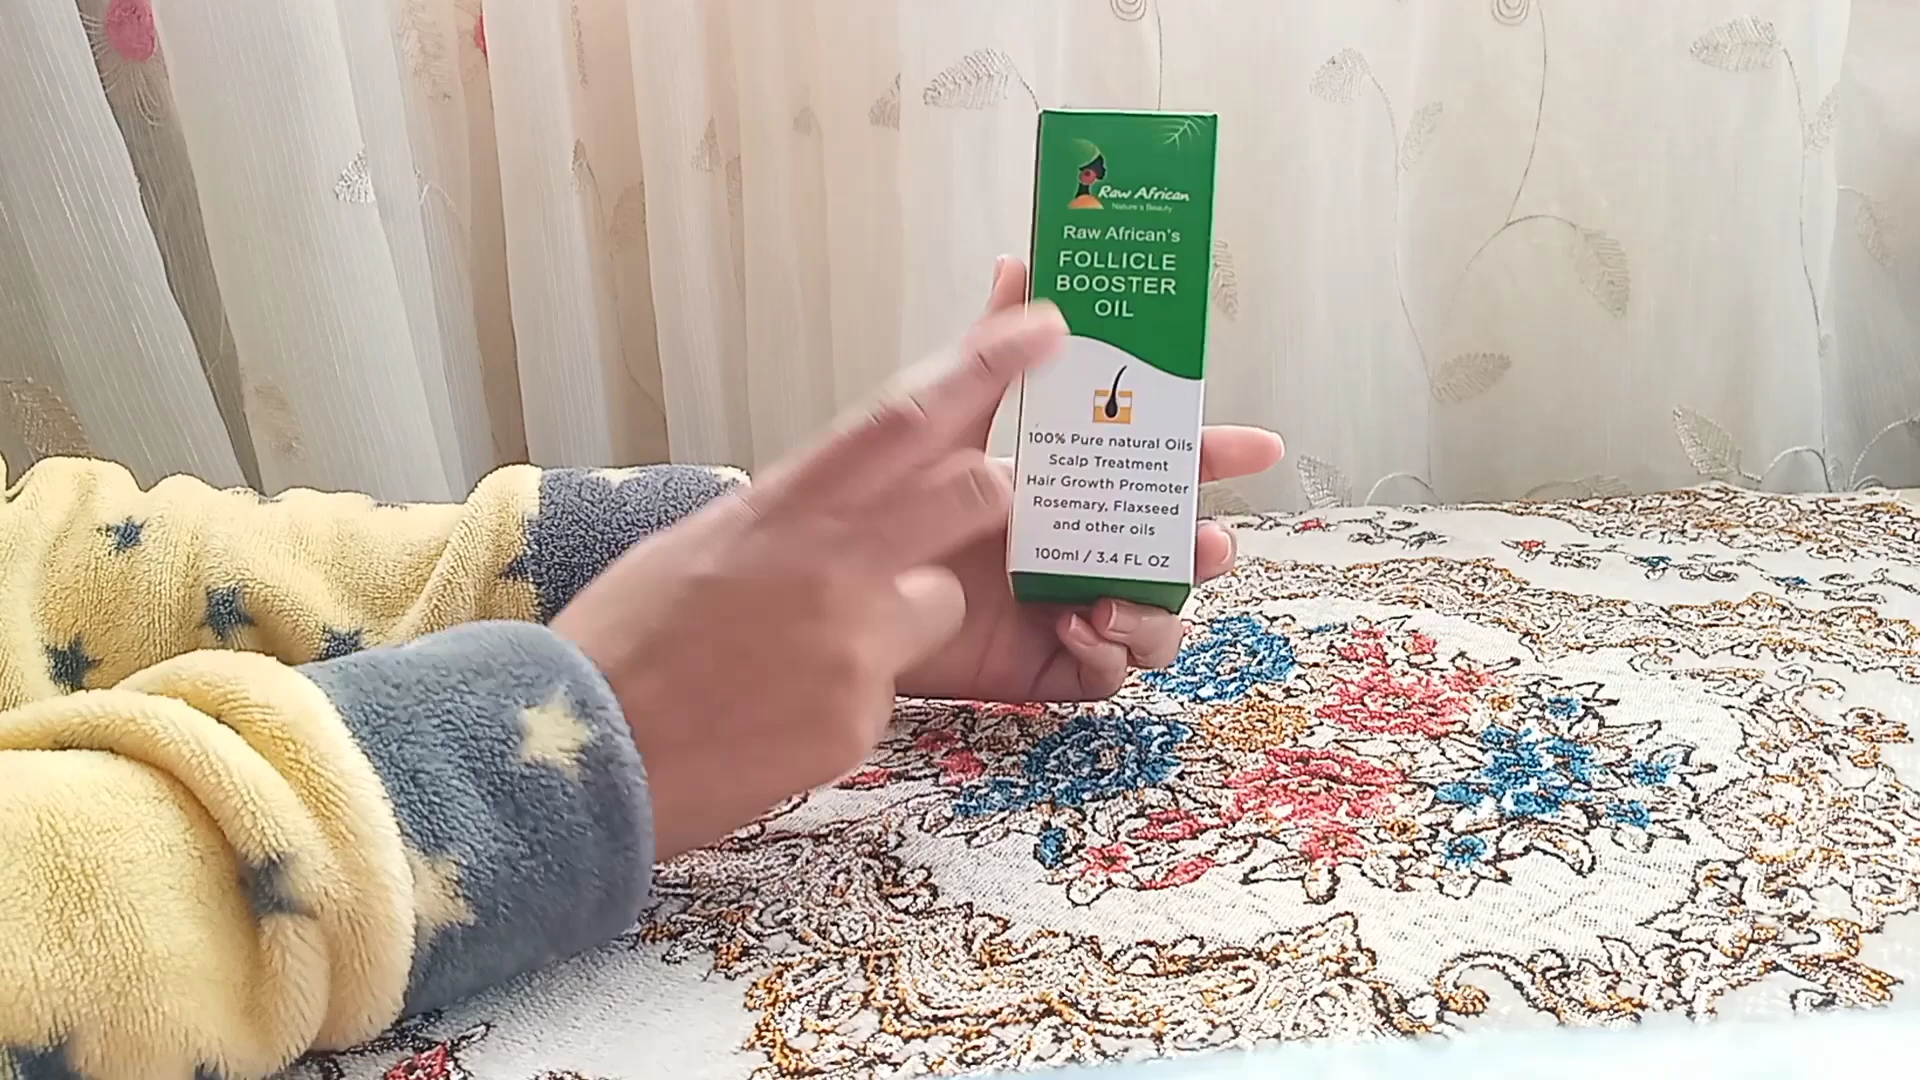 Raw African
Nature's Beauty
Raw African's
FOLLICLE
BOOSTER
OIL
100% Pure natural Oils
Scalp Treatment
Hair Growth Promoter
Rosemary, Flaxseed
and other oils
100ml / 3.4 FL OZ